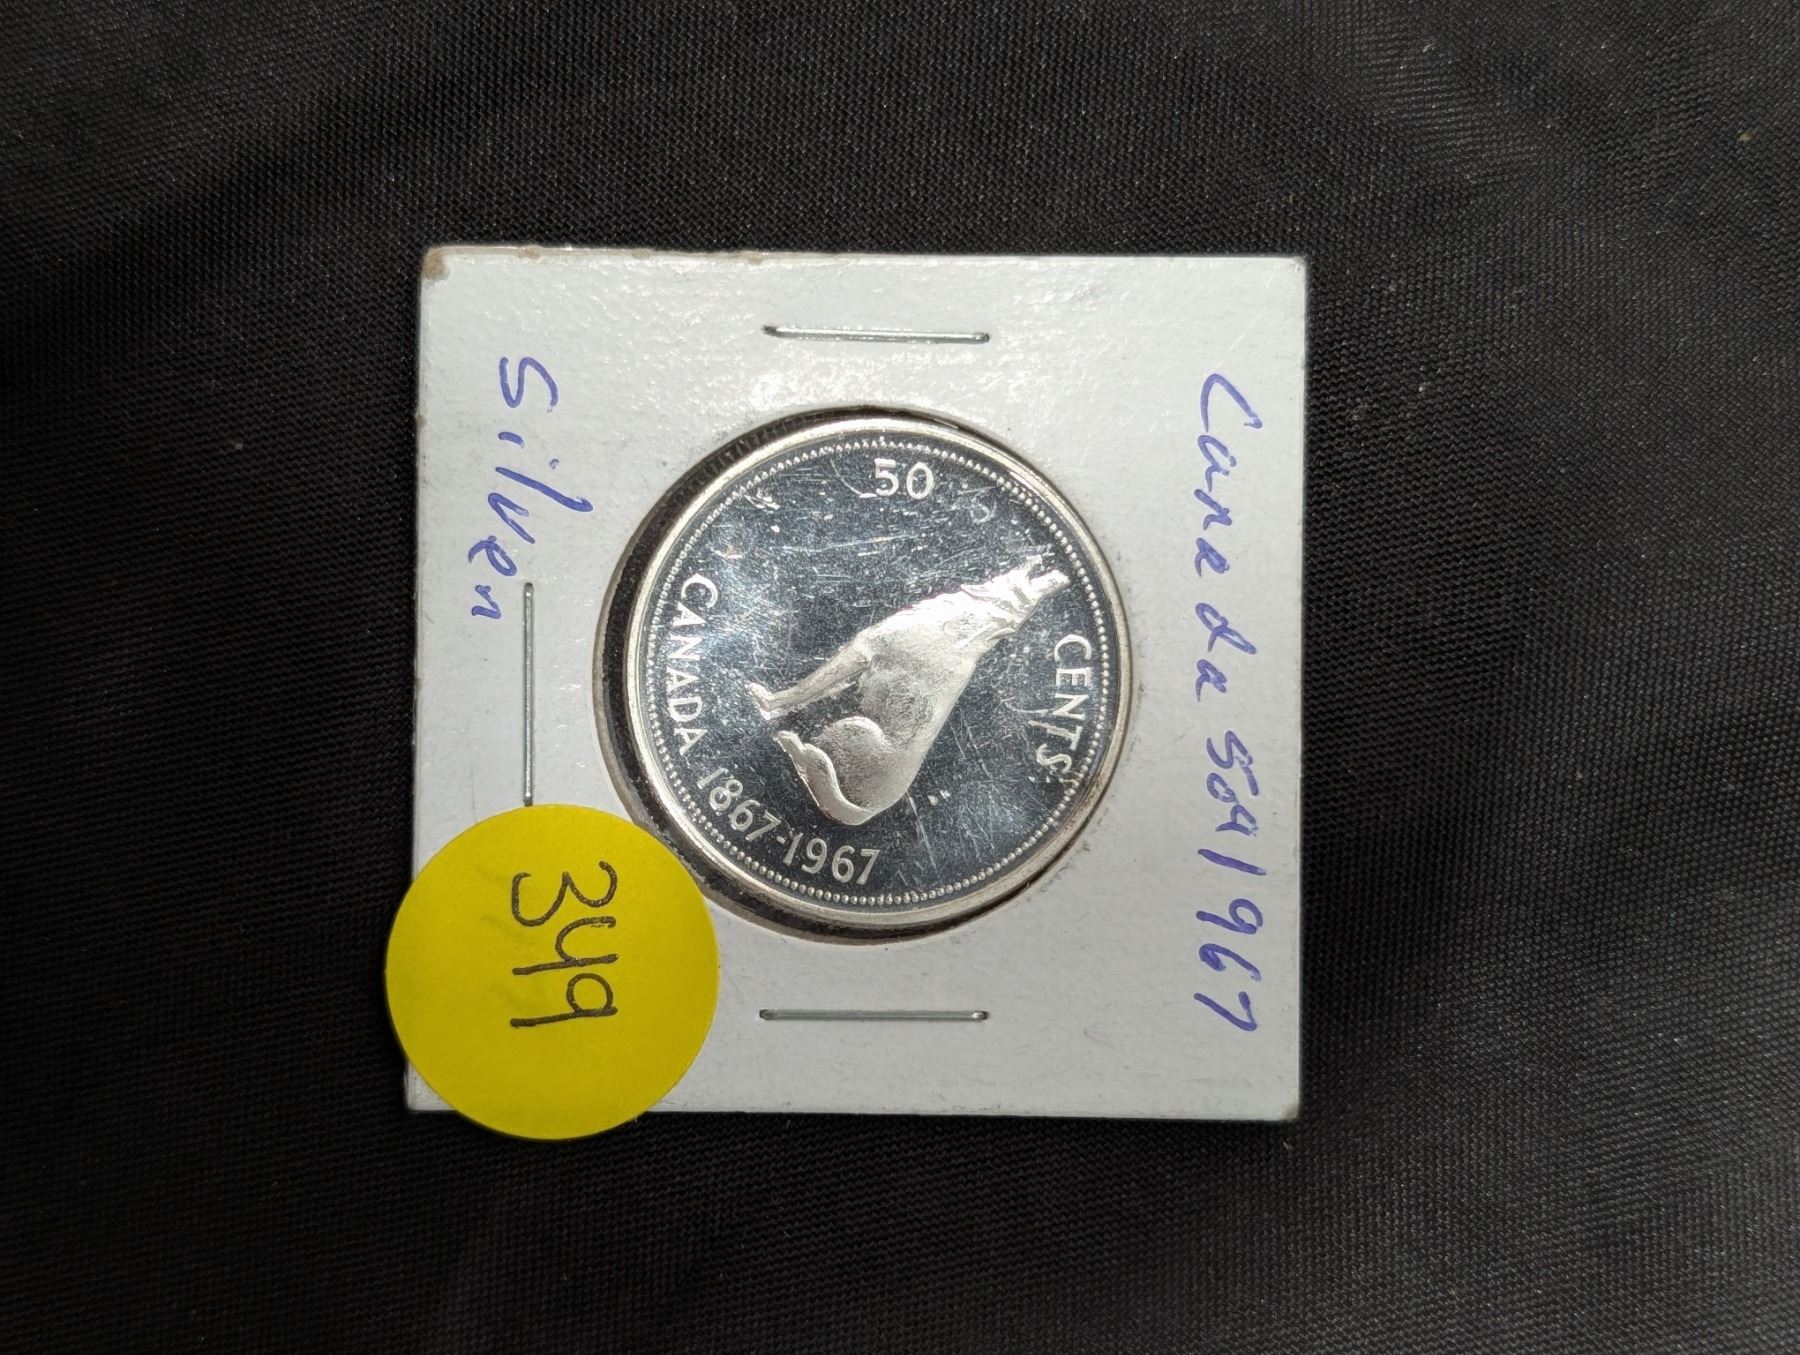 Canada 50¢ 1967
Silver
50
CENTS
CANADA 1867-1967
349